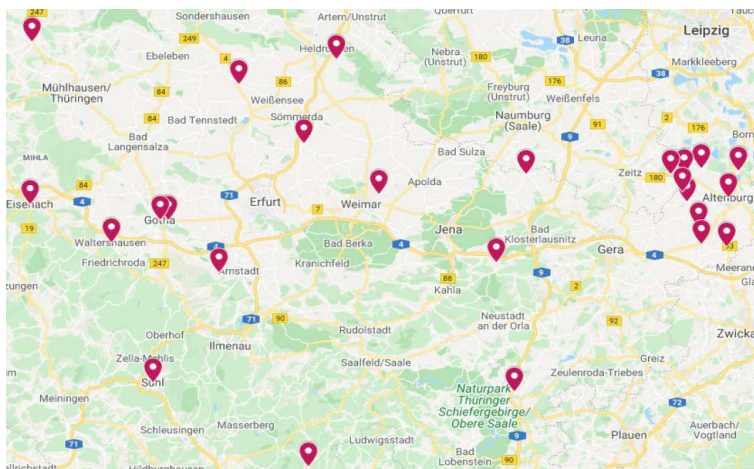 247
Sondershausen
Artern/Unstrut
Querfurt
Leuna
Leipzig
38
249
4
Ebeleben
Nebra
(Unstrut)
180
Markkleeberg
38
86
84
Mühlhausen/
Thüringen
Weißensee
Freyburg
(Unstrut)
176
Weißenfels
84
Bad Tennstedt
Sömmerda
Naumburg
(Saale)
91
2
176
9
Bad
Langensalza
MIHLA
Bad Sulza
Zeitz
180
84
71
Apolda
Eisenach
4
Erfurt
Weimar
Altenburg
7
Gotha
19
Jena
Bad
Klosterlausnitz
Waltershausen
4
Bad Berka
4
Gera
4
93
Friedrichroda
247
Arnstadt
Kranichfeld
9
Meerane
88
Kahla
2
71
90
Neustadt
an der Orla
92
Oberhof
Rudolstadt
Ilmenau
Zwicka
Zella-Mehlis
Saalfeld/Saale
Greiz
Suhl
Zeulenroda-Triebes
Naturpark
Thüringer
Schiefergebirge/
Obere Saale
Meiningen
72
Masserberg
Schleusingen
Auerbach/
Vogtland
71
Ludwigsstadt
9
Plauen
Bad
Lobenstein
90
Hildburghausen